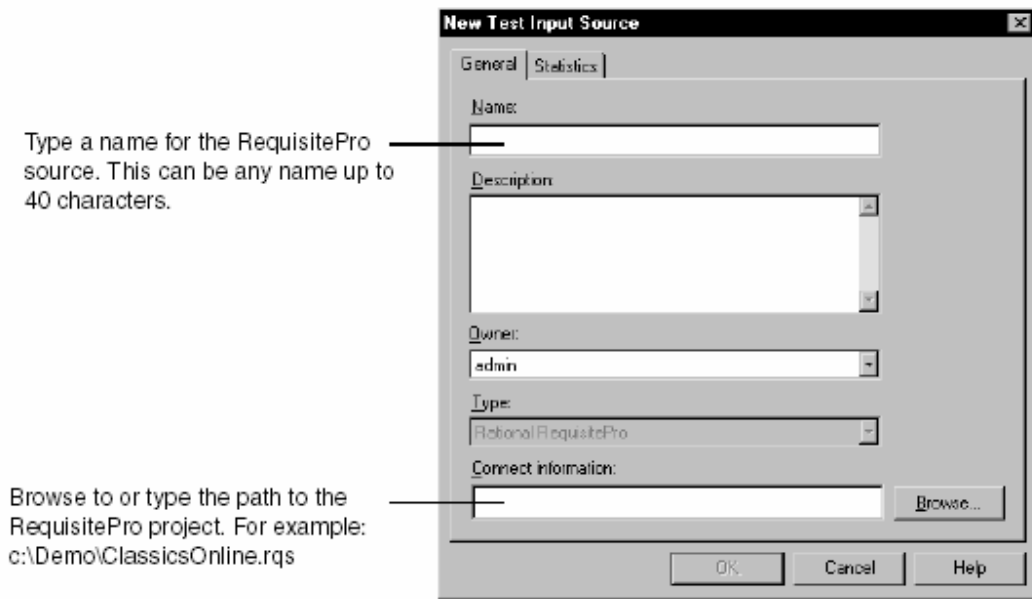 New Test Input Source
General
Statistics
Name:
Type a name for the RequisitePro
source. This can be any name up to
40 characters.
Description:
Owner:
admin
Type:
Rational RequisitePro
Connect information:
Browse to or type the path to the
RequisitePro project. For example:
c:\Demo\ClassicsOnline.rqs
Browse...
OK
Cancel
Help